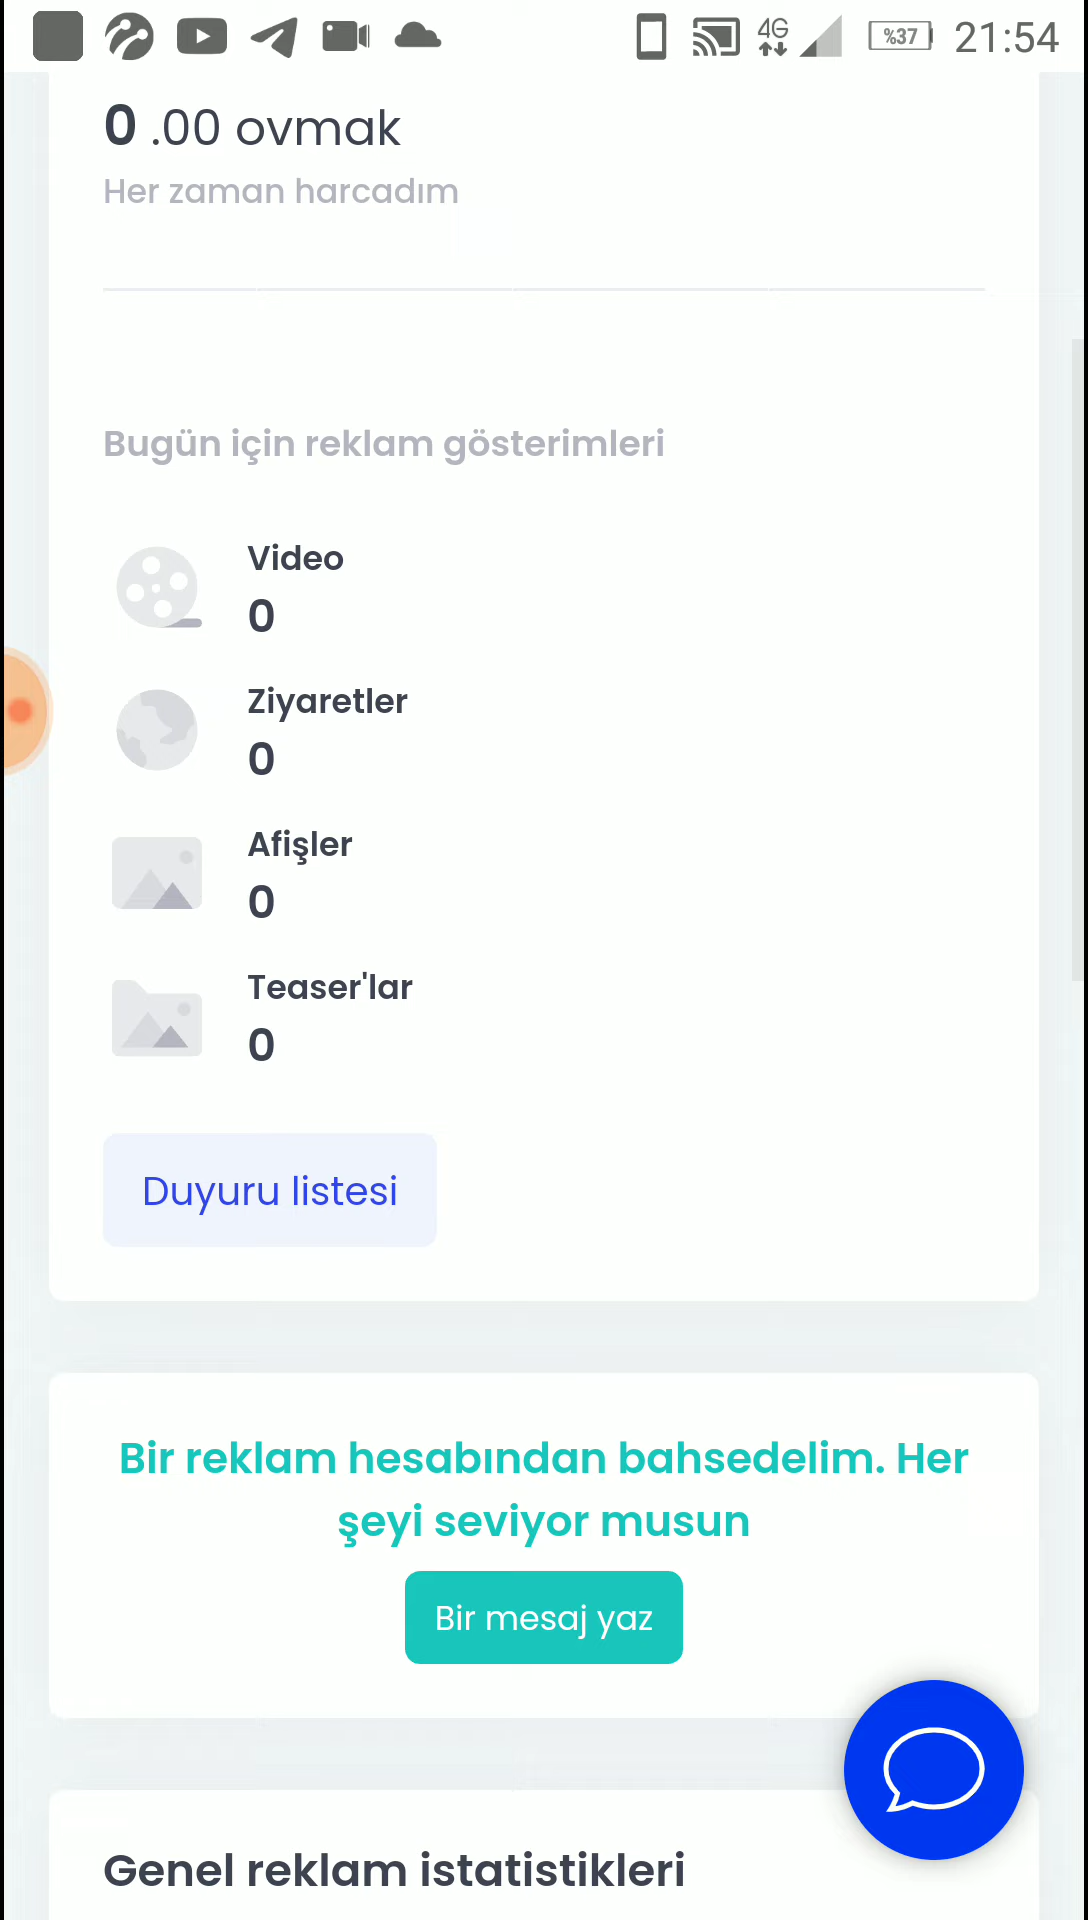 4G %37 21:54
0 .00 ovmak
Her zaman harcadım
Bugün için reklam gösterimleri
Video
0
Ziyaretler
0
Afişler
0
Teaser'lar
0
Duyuru listesi
Bir reklam hesabından bahsedelim. Her
şeyi seviyor musun
Bir mesaj yaz
Genel reklam istatistikleri